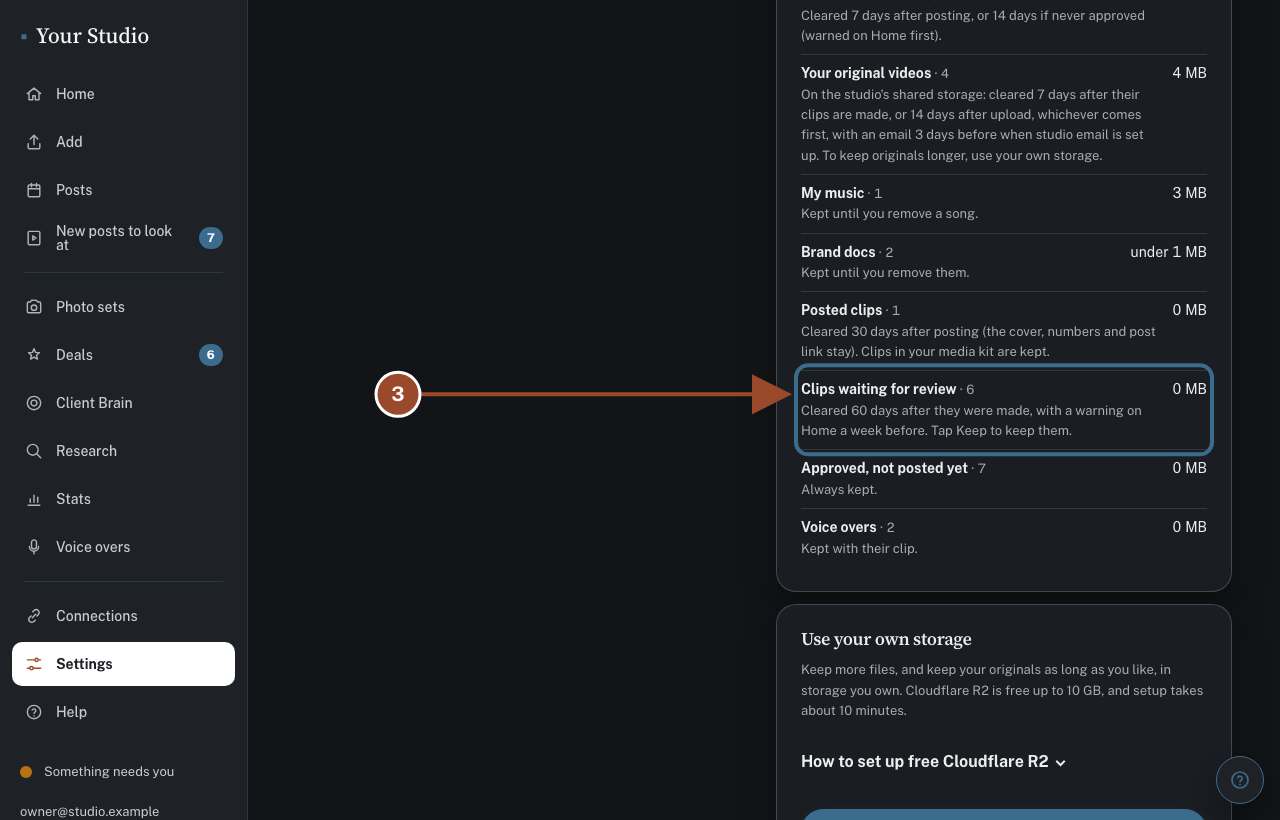 Your Studio
Home
Add
Posts
New posts to look
at
7
Photo sets
Deals
6
Client Brain
Research
Stats
Voice overs
Connections
Settings
Help
Something needs you
owner@studio.example
3
Cleared 7 days after posting, or 14 days if never approved
(warned on Home first).
Your original videos · 4
4 MB
On the studio's shared storage: cleared 7 days after their
clips are made, or 14 days after upload, whichever comes
first, with an email 3 days before when studio email is set
up. To keep originals longer, use your own storage.
My music · 1
3 MB
Kept until you remove a song.
Brand docs · 2
under 1 MB
Kept until you remove them.
Posted clips · 1
0 MB
Cleared 30 days after posting (the cover, numbers and post
link stay). Clips in your media kit are kept.
Clips waiting for review · 6
0 MB
Cleared 60 days after they were made, with a warning on
Home a week before. Tap Keep to keep them.
Approved, not posted yet · 7
0 MB
Always kept.
Voice overs · 2
0 MB
Kept with their clip.
Use your own storage
Keep more files, and keep your originals as long as you like, in
storage you own. Cloudflare R2 is free up to 10 GB, and setup takes
about 10 minutes.
How to set up free Cloudflare R2